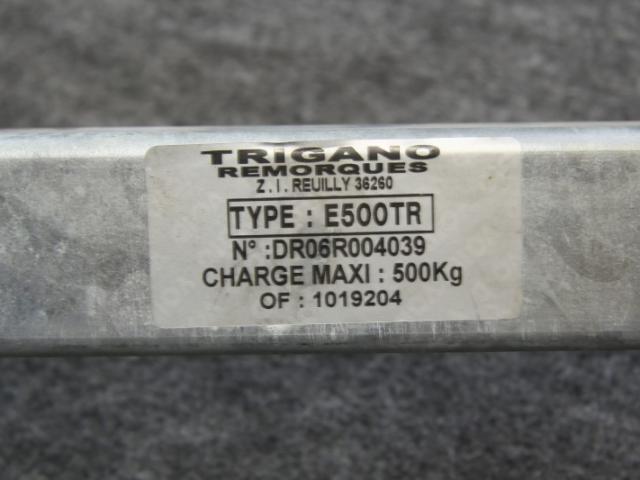 TRIGANO
REMORQUES
Z.I. REUILLY 36260
TYPE : E500TR
N° :DR06R004039
CHARGE MAXI : 500Kg
OF : 1019204